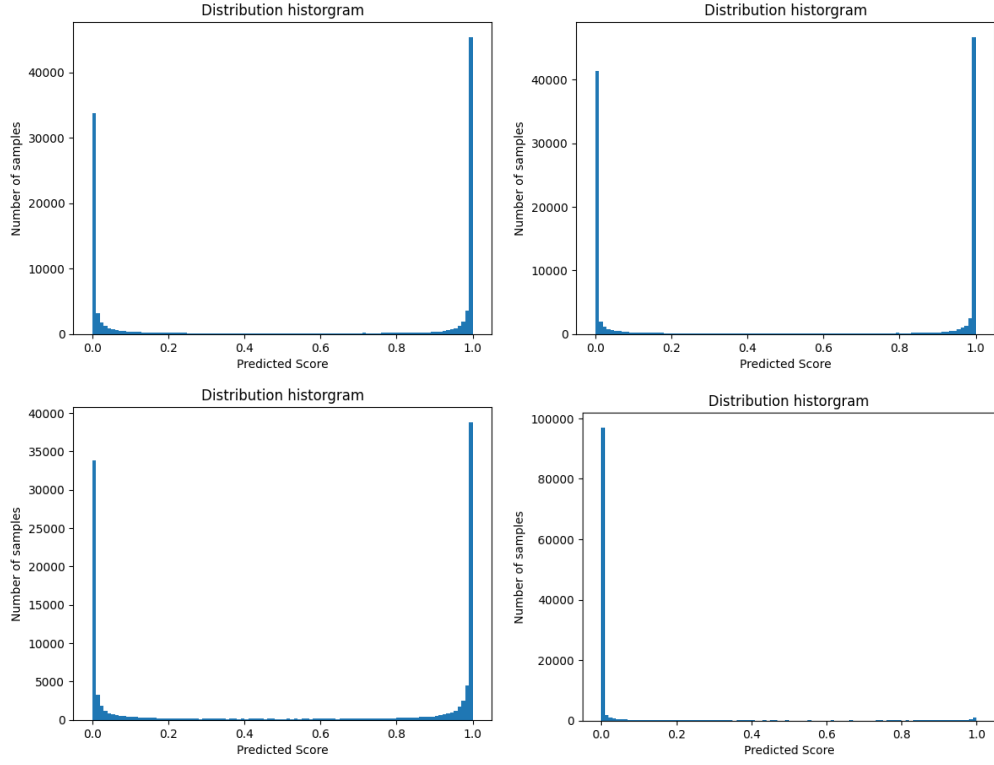 Distribution historgram
Number of samples
40000
30000
20000
10000
0
0.0 0.2 0.4 0.6 0.8 1.0
Predicted Score
Distribution historgram
Number of samples
40000
30000
20000
10000
0
0.0 0.2 0.4 0.6 0.8 1.0
Predicted Score
Distribution historgram
Number of samples
40000
35000
30000
25000
20000
15000
10000
5000
0
0.0 0.2 0.4 0.6 0.8 1.0
Predicted Score
Distribution historgram
Number of samples
100000
80000
60000
40000
20000
0
0.0 0.2 0.4 0.6 0.8 1.0
Predicted Score